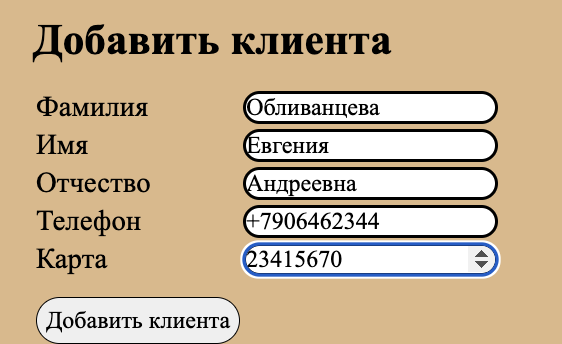 Добавить клиента
Фамилия Обливанцева
Имя Евгения
Отчество Андреевна
Телефон +7906462344
Карта 23415670
Добавить клиента